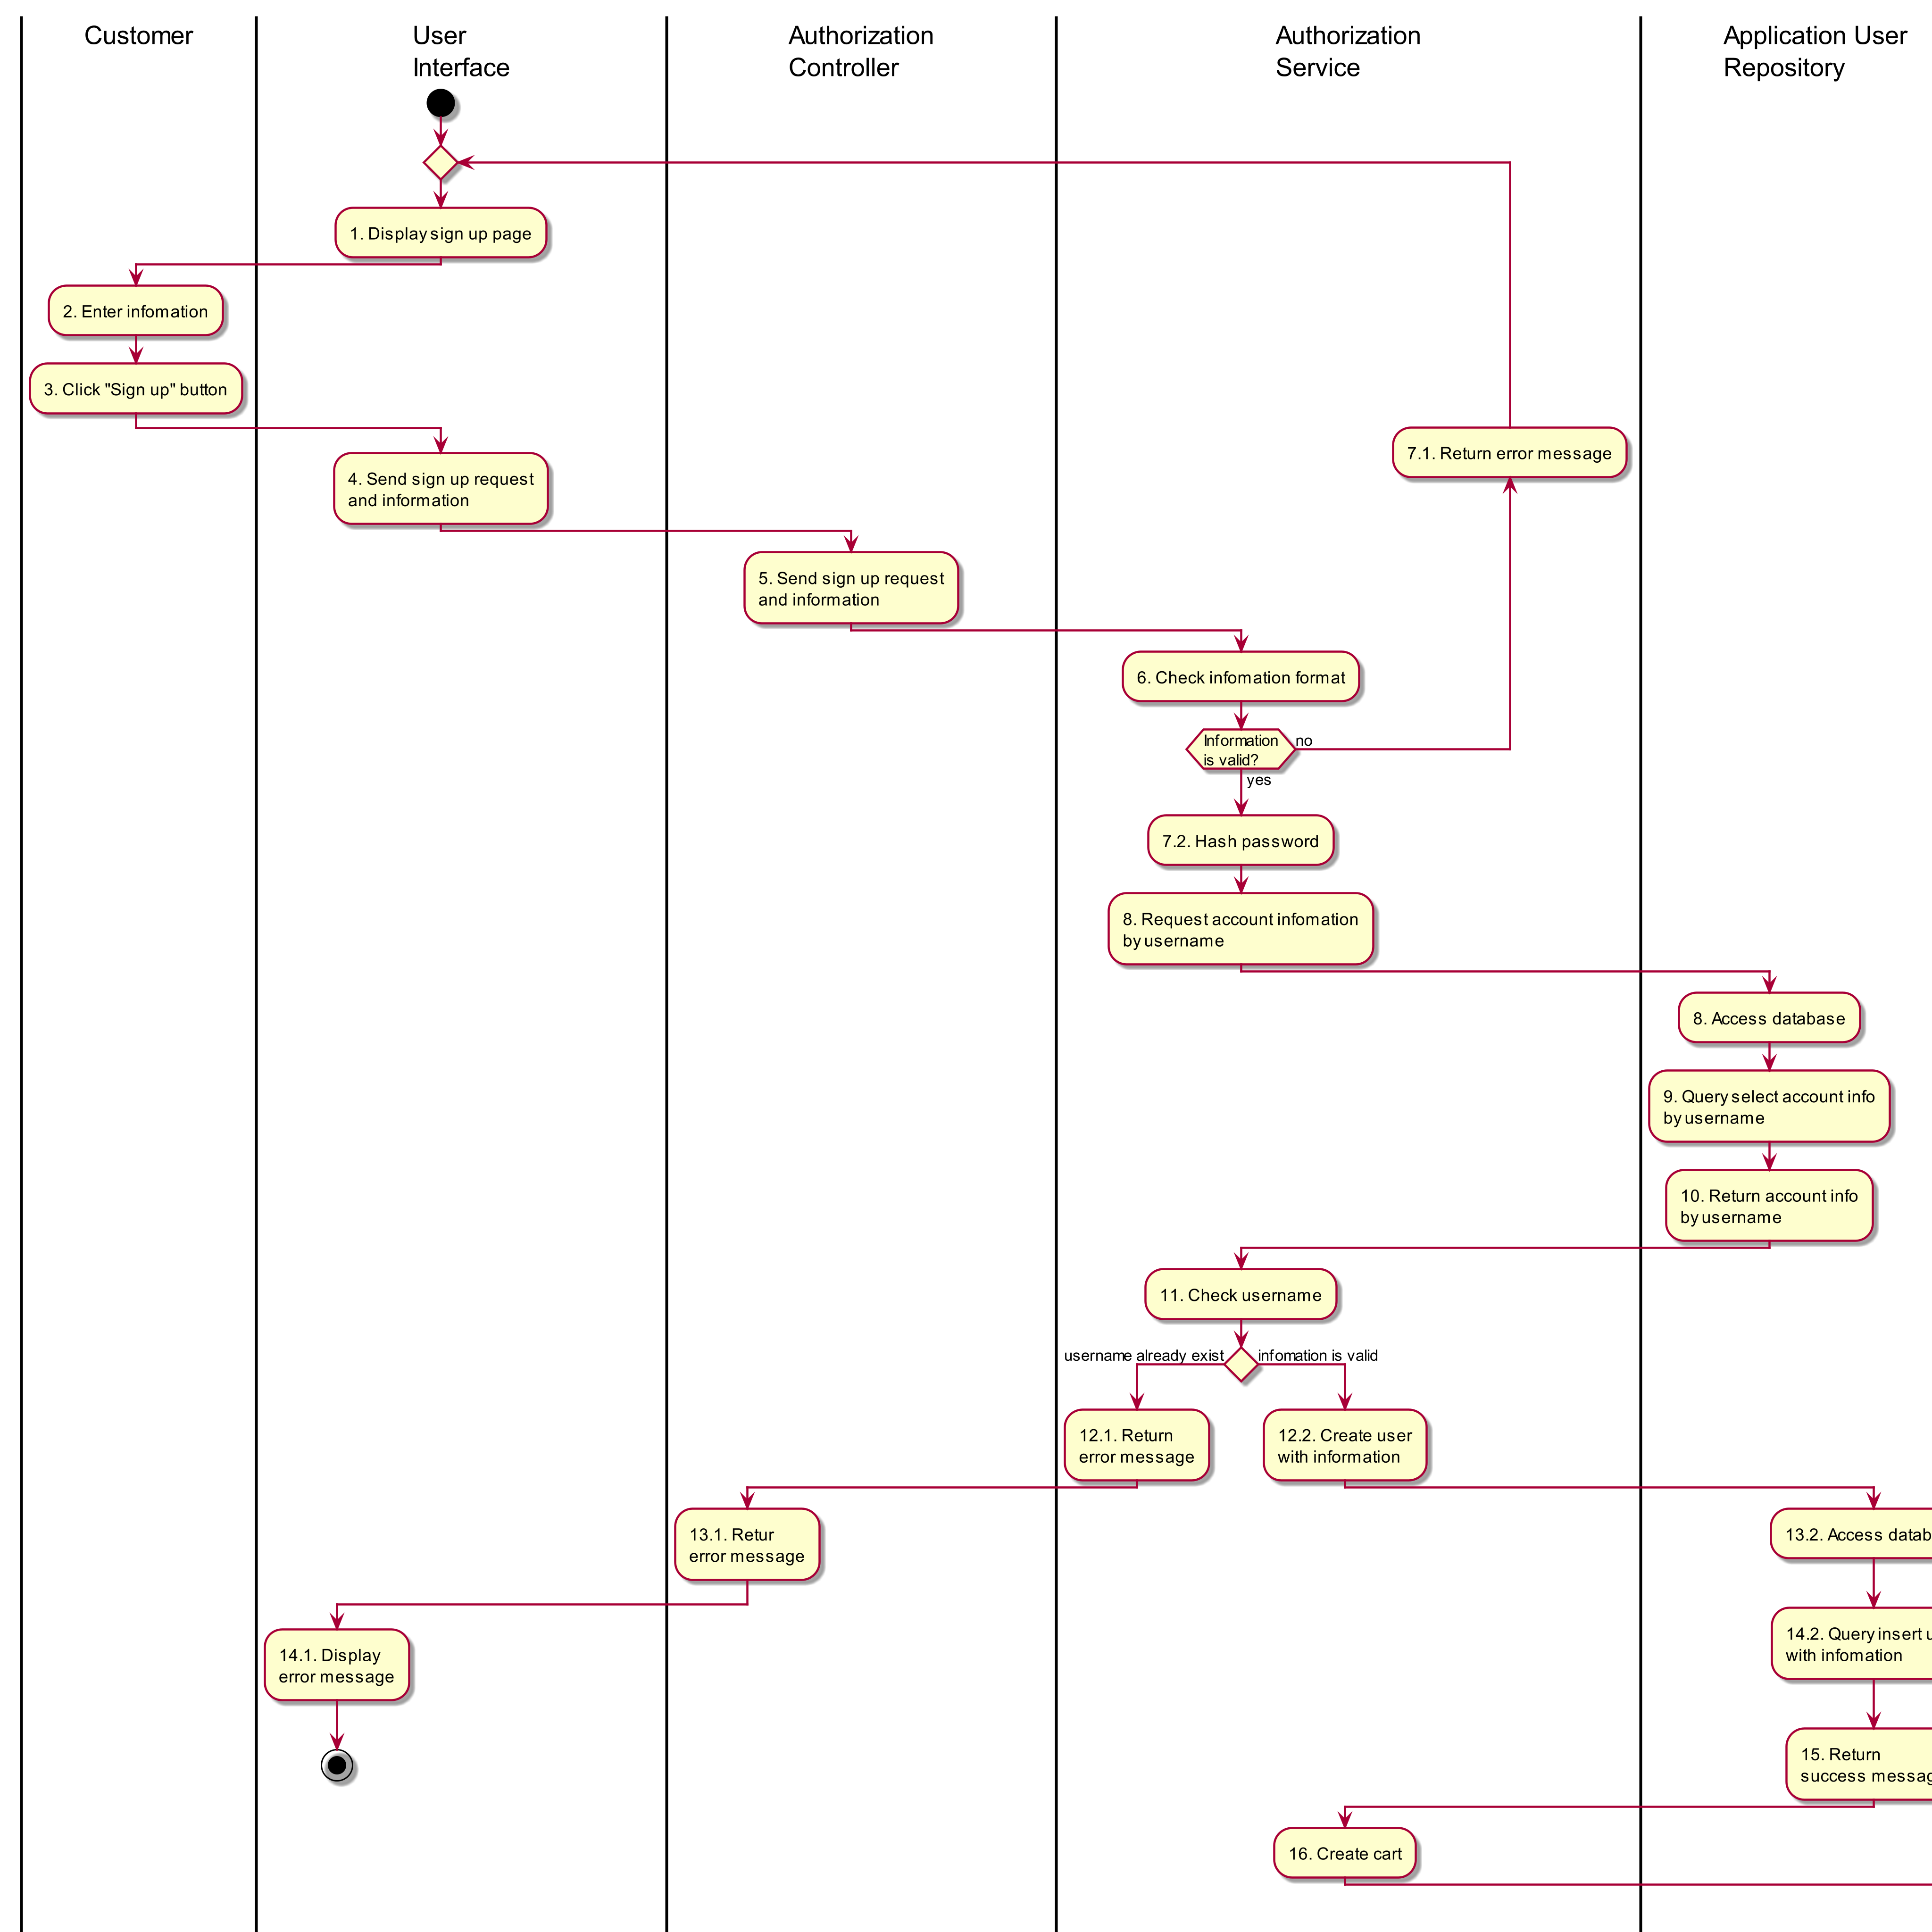 Customer
User
Interface
Authorization
Controller
Authorization
Service
Application User
Repository
1. Display sign up page
2. Enter infomation
3. Click "Sign up" button
4. Send sign up request
and information
7.1. Return error message
5. Send sign up request
and information
6. Check infomation format
Information
is valid?
no
yes
7.2. Hash password
8. Request account infomation
by username
8. Access database
9. Query select account info
by username
10. Return account info
by username
11. Check username
username already exist
infomation is valid
12.1. Return
error message
12.2. Create user
with information
13.1. Retur
error message
13.2. Access datab
14.1. Display
error message
14.2. Query insert u
with infomation
15. Return
success messag
16. Create cart